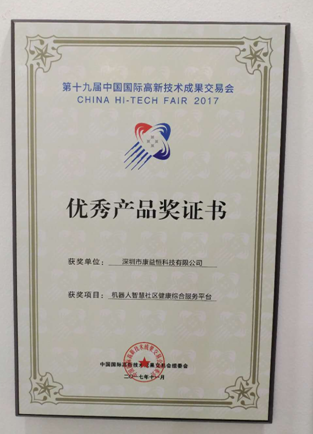 第十九届中国国际高新技术成果交易会
CHINA HI-TECH FAIR 2017
优秀产品奖证书
获奖单位： 深圳市康益恒科技有限公司
获奖项目： 机器人智慧社区健康综合服务平台
中国国际高新技术成果交易会组委会
二〇一七年十一月